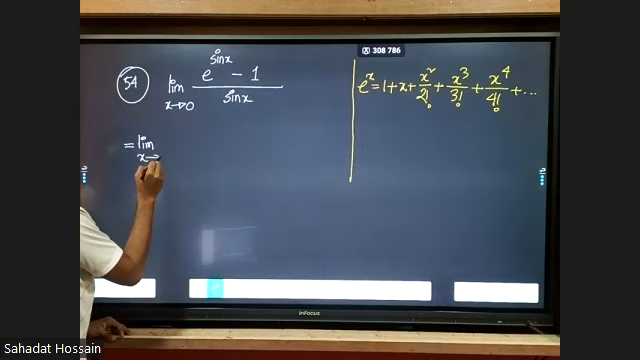 308 786
54
lim x→0 (e^sinx - 1) / sinx
e^x = 1 + x + x²/2! + x³/3! + x⁴/4! + ...
= lim x→
InFocus
Sahadat Hossain